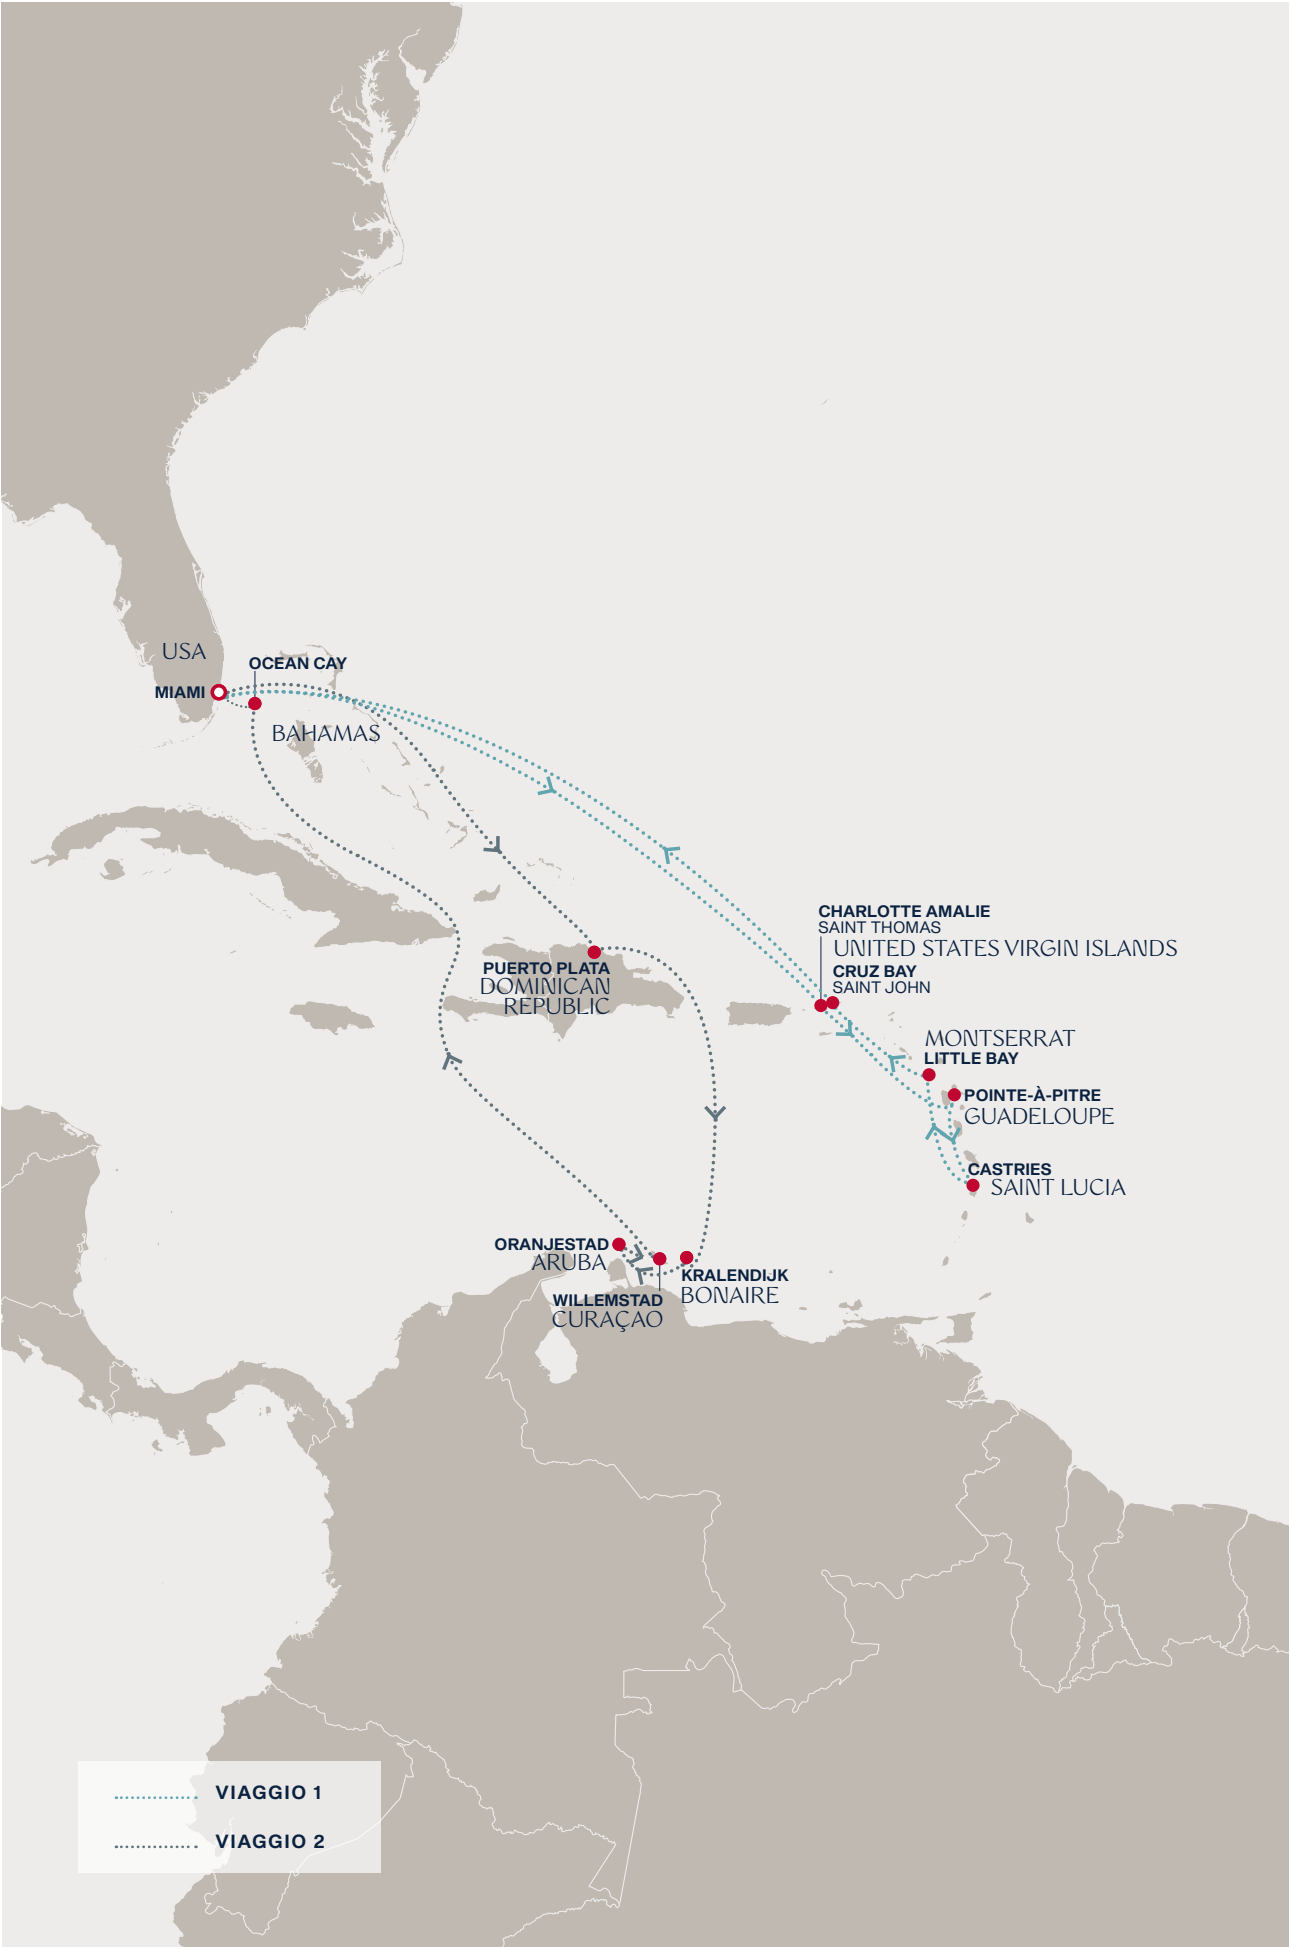 USA
OCEAN CAY
MIAMI
BAHAMAS
CHARLOTTE AMALIE
SAINT THOMAS
UNITED STATES VIRGIN ISLANDS
CRUZ BAY
SAINT JOHN
PUERTO PLATA
DOMINICAN
REPUBLIC
MONTSERRAT
LITTLE BAY
POINTE-À-PITRE
GUADELOUPE
CASTRIES
SAINT LUCIA
ORANJESTAD
ARUBA
KRALENDIJK
BONAIRE
WILLEMSTAD
CURAÇAO
VIAGGIO 1
VIAGGIO 2